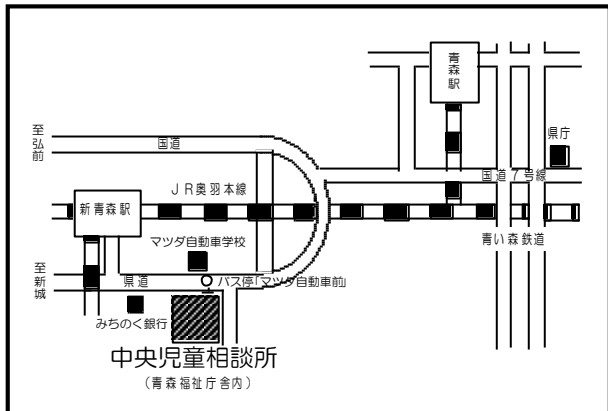 青森駅
至弘前
国道
県庁
国道7号線
JR奥羽本線
新青森駅
青い森鉄道
マツダ自動車学校
至新城
県道
バス停「マツダ自動車前」
みちのく銀行
中央児童相談所
(青森福祉庁舎内)